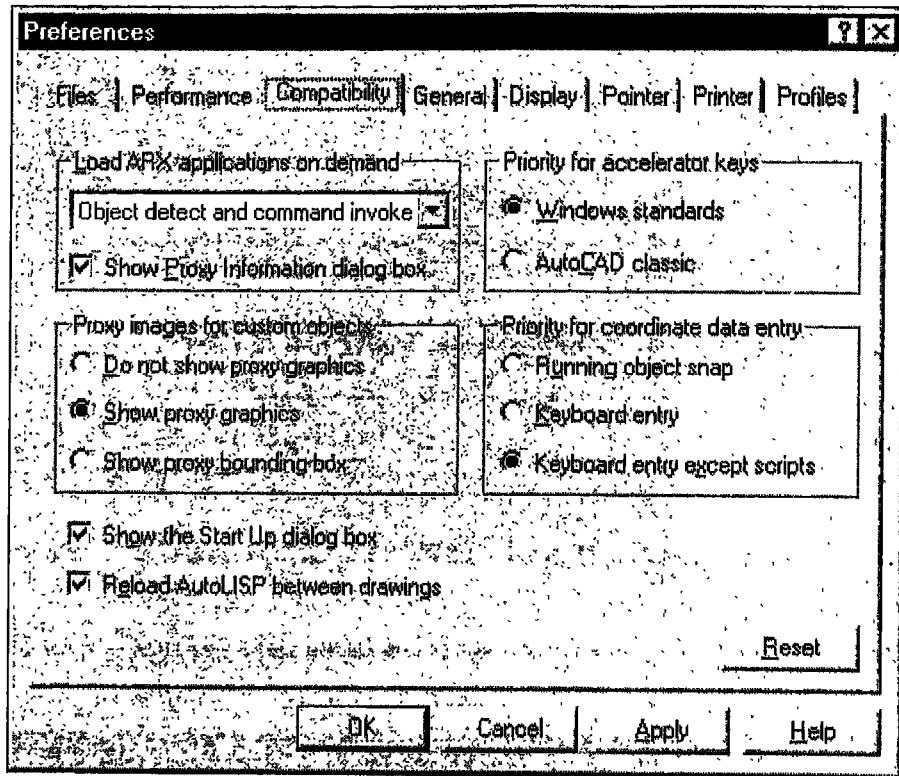 Preferences
Files Performance Compatibility General Display Pointer Printer Profiles
Load ARX applications on demand
Object detect and command invoke
Show Proxy Information dialog box
Priority for accelerator keys
Windows standards
AutoCAD classic
Proxy images for custom objects
Do not show proxy graphics
Show proxy graphics
Show proxy bounding box
Priority for coordinate data entry
Running object snap
Keyboard entry
Keyboard entry except scripts
Show the Start Up dialog box
Reload AutoLISP between drawings
Reset
OK Cancel Apply Help